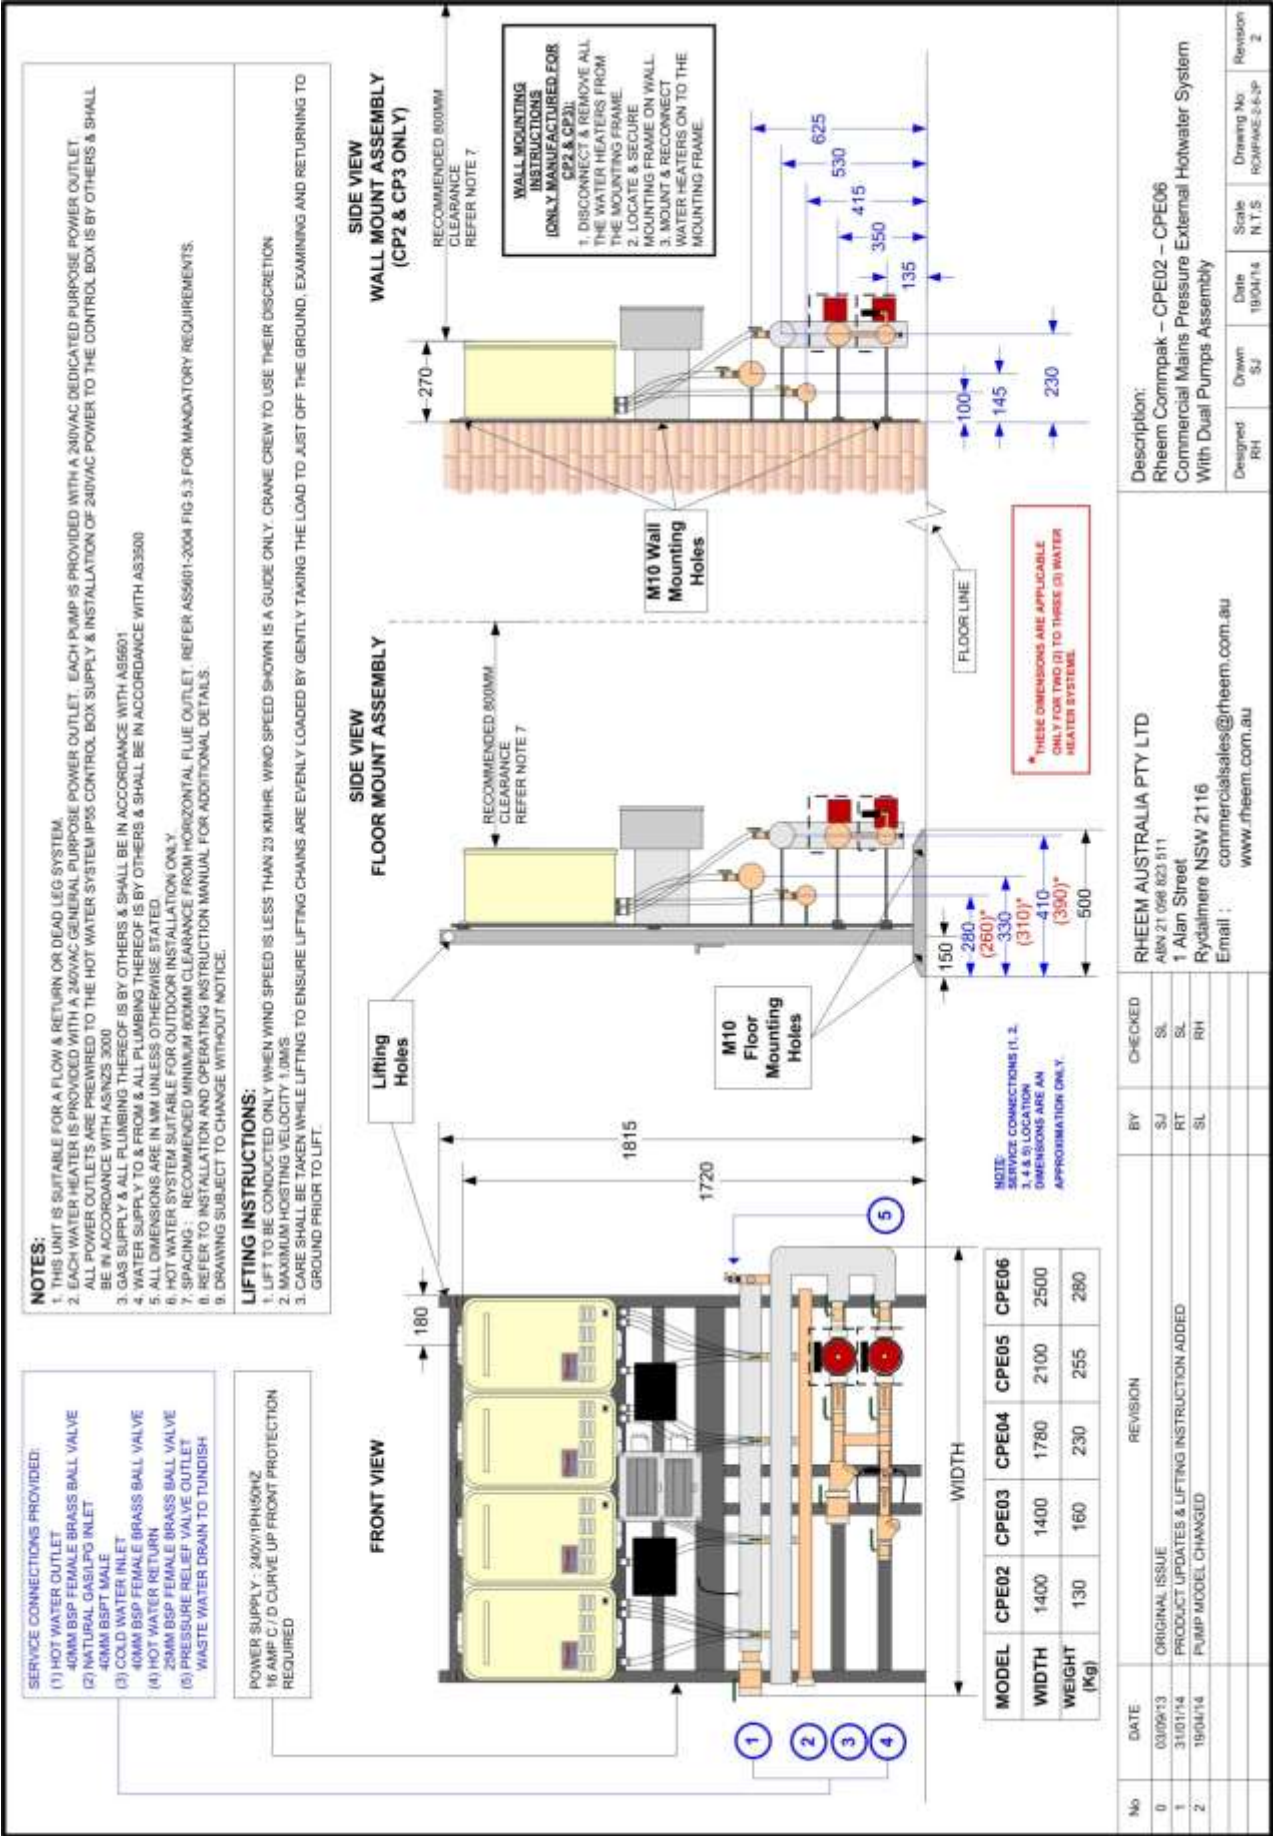 SERVICE CONNECTIONS PROVIDED:
(1) HOT WATER OUTLET
40MM BSP FEMALE BRASS BALL VALVE
(2) NATURAL GAS/LPG INLET
40MM BSPT MALE
(3) COLD WATER INLET
40MM BSP FEMALE BRASS BALL VALVE
(4) HOT WATER RETURN
25MM BSP FEMALE BRASS BALL VALVE
(5) PRESSURE RELIEF VALVE OUTLET
WASTE WATER DRAIN TO TUNDISH
POWER SUPPLY - 240V/1PH/50HZ
16 AMP C / D CURVE UP FRONT PROTECTION
REQUIRED
NOTES:
1. THIS UNIT IS SUITABLE FOR A FLOW & RETURN OR DEAD LEG SYSTEM.
2. EACH WATER HEATER IS PROVIDED WITH A 240VAC GENERAL PURPOSE POWER OUTLET. EACH PUMP IS PROVIDED WITH A 240VAC DEDICATED PURPOSE POWER OUTLET.
ALL POWER OUTLETS ARE PREWIRED TO THE HOT WATER SYSTEM IP55 CONTROL BOX SUPPLY & INSTALLATION OF 240VAC POWER TO THE CONTROL BOX IS BY OTHERS & SHALL
BE IN ACCORDANCE WITH AS/NZS 3000
3. GAS SUPPLY & ALL PLUMBING THEREOF IS BY OTHERS & SHALL BE IN ACCORDANCE WITH AS5601
4. WATER SUPPLY TO & FROM & ALL PLUMBING THEREOF IS BY OTHERS & SHALL BE IN ACCORDANCE WITH AS3500
5. ALL DIMENSIONS ARE IN MM UNLESS OTHERWISE STATED.
6. HOT WATER SYSTEM SUITABLE FOR OUTDOOR INSTALLATION ONLY.
7. SPACING : RECOMMENDED MINIMUM 800MM CLEARANCE FROM HORIZONTAL FLUE OUTLET. REFER AS5601-2004 FIG 5.3 FOR MANDATORY REQUIREMENTS.
8. REFER TO INSTALLATION AND OPERATING INSTRUCTION MANUAL FOR ADDITIONAL DETAILS.
9. DRAWING SUBJECT TO CHANGE WITHOUT NOTICE.
LIFTING INSTRUCTIONS:
1. LIFT TO BE CONDUCTED ONLY WHEN WIND SPEED IS LESS THAN 23 KM/HR. WIND SPEED SHOWN IS A GUIDE ONLY. CRANE CREW TO USE THEIR DISCRETION
2. MAXIMUM HOISTING VELOCITY 1.0M/S
3. CARE SHALL BE TAKEN WHILE LIFTING TO ENSURE LIFTING CHAINS ARE EVENLY LOADED BY GENTLY TAKING THE LOAD TO JUST OFF THE GROUND, EXAMINING AND RETURNING TO
GROUND PRIOR TO LIFT.
FRONT VIEW
180
1815
1720
WIDTH
1
2
3
4
5
Lifting
Holes
SIDE VIEW
FLOOR MOUNT ASSEMBLY
RECOMMENDED 800MM
CLEARANCE
REFER NOTE 7
M10
Floor
Mounting
Holes
150
280
(260)*
330
(310)*
410
(390)*
500
SIDE VIEW
WALL MOUNT ASSEMBLY
(CP2 & CP3 ONLY)
RECOMMENDED 800MM
CLEARANCE
REFER NOTE 7
270
M10 Wall
Mounting
Holes
WALL MOUNTING
INSTRUCTIONS
(ONLY MANUFACTURED FOR
CP2 & CP3):
1. DISCONNECT & REMOVE ALL
THE WATER HEATERS FROM
THE MOUNTING FRAME.
2. LOCATE & SECURE
MOUNTING FRAME ON WALL.
3. MOUNT & RECONNECT
WATER HEATERS ON TO THE
MOUNTING FRAME.
625
530
415
350
135
100
145
230
FLOOR LINE
*THESE DIMENSIONS ARE APPLICABLE
ONLY FOR TWO (2) TO THREE (3) WATER
HEATER SYSTEMS.
NOTE:
SERVICE CONNECTIONS (1, 2,
3, 4 & 5) LOCATION
DIMENSIONS ARE AN
APPROXIMATION ONLY.
MODEL CPE02 CPE03 CPE04 CPE05 CPE06
WIDTH 1400 1400 1780 2100 2500
WEIGHT (Kg) 130 160 230 255 280
No DATE REVISION BY CHECKED
0 03/09/13 ORIGINAL ISSUE SJ SL
1 31/01/14 PRODUCT UPDATES & LIFTING INSTRUCTION ADDED RT SL
2 19/04/14 PUMP MODEL CHANGED SL RH
RHEEM AUSTRALIA PTY LTD
ABN 21 098 823 511
1 Alan Street
Rydalmere NSW 2116
Email : commercialsales@rheem.com.au
www.rheem.com.au
Description:
Rheem Commpak – CPE02 – CPE06
Commercial Mains Pressure External Hotwater System
With Dual Pumps Assembly
Designed RH
Drawn SJ
Date 19/04/14
Scale N.T.S
Drawing No:
Revision 2